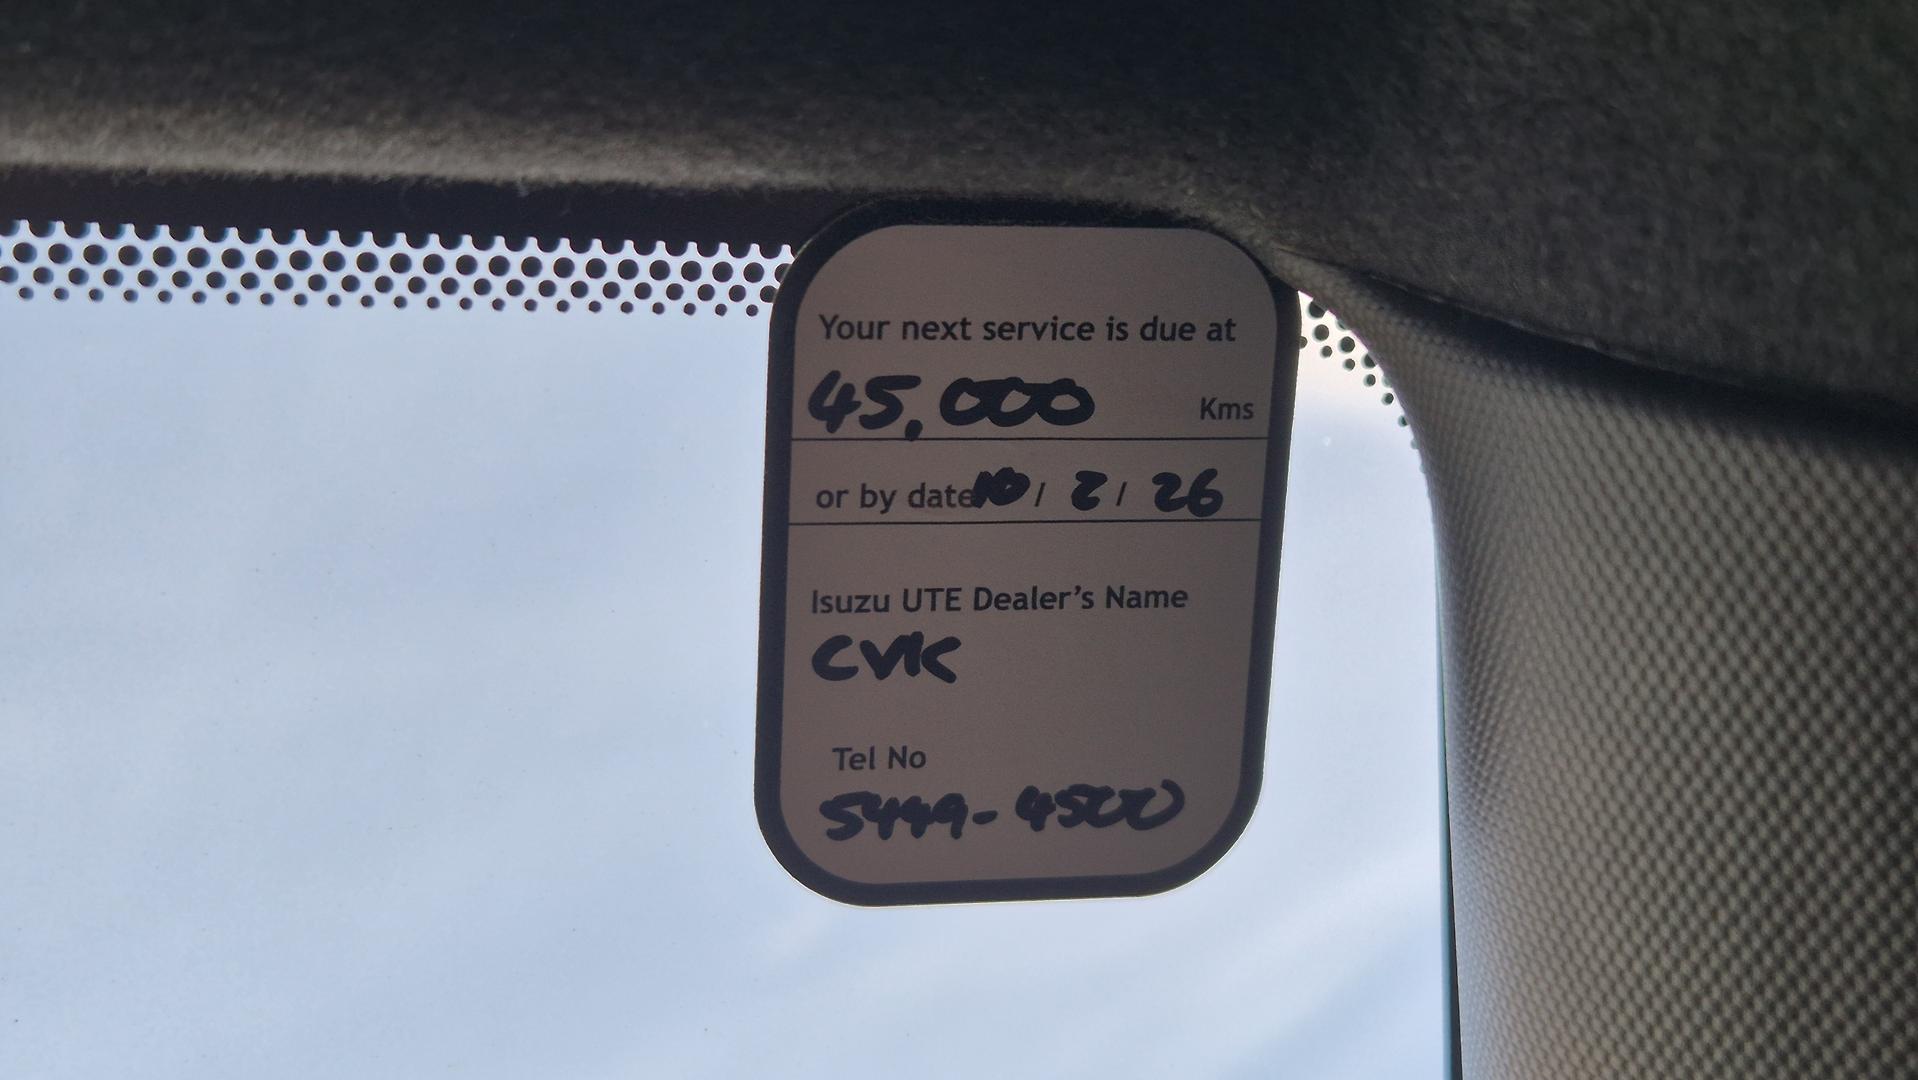 Your next service is due at
45,000 Kms
or by date 10 / 2 / 26
Isuzu UTE Dealer's Name
CVK
Tel No
5449-4500